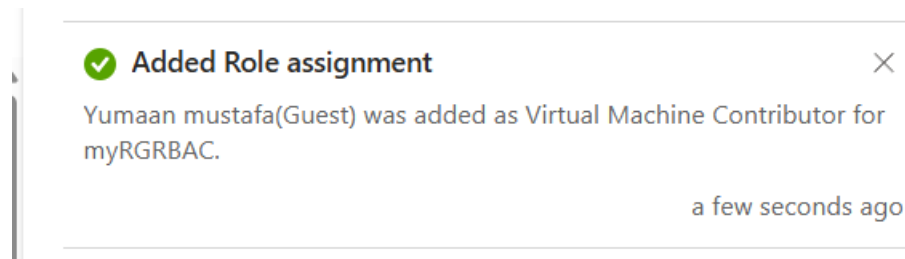 Added Role assignment
Yumaan mustafa(Guest) was added as Virtual Machine Contributor for
myRGRBAC.
a few seconds ago